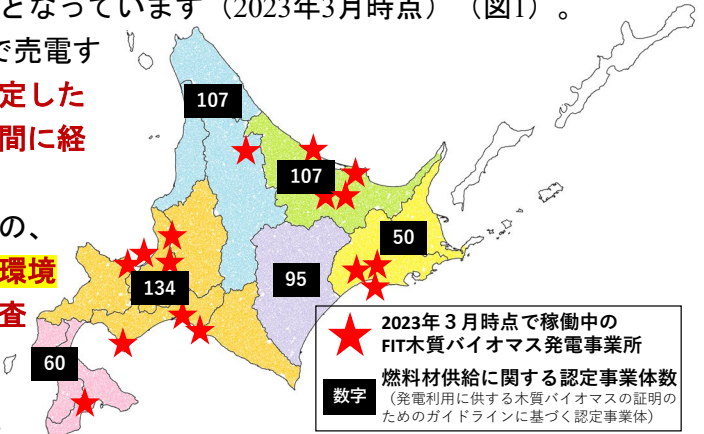 となっています（2023年3月時点）（図1）。
で売電す
定した
間に経
の、
環境
査
107
107
50
95
134
60
2023年３月時点で稼働中の
FIT木質バイオマス発電事業所
数字
燃料材供給に関する認定事業体数
（発電利用に供する木質バイオマスの証明の
ためのガイドラインに基づく認定事業体）